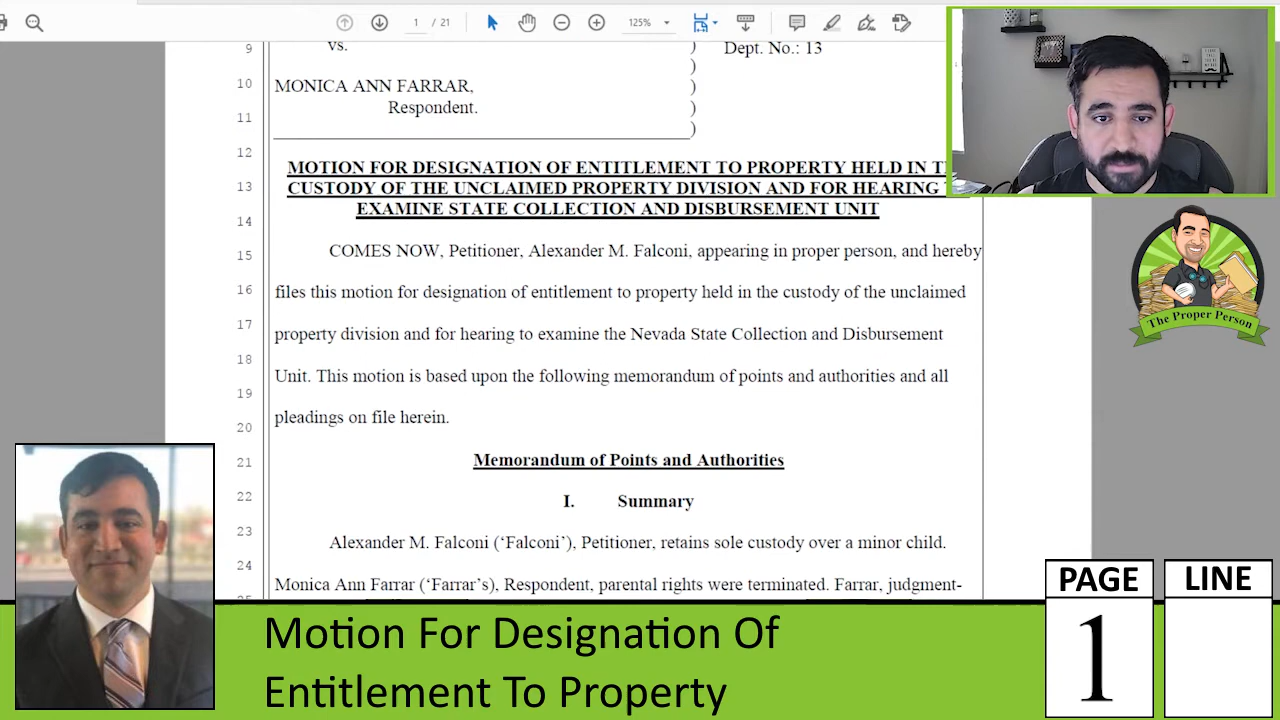 1 / 21
125%
9 vs. ) Dept. No.: 13
)
10 MONICA ANN FARRAR, )
Respondent. )
11 )
12
MOTION FOR DESIGNATION OF ENTITLEMENT TO PROPERTY HELD IN
13 CUSTODY OF THE UNCLAIMED PROPERTY DIVISION AND FOR HEARING
EXAMINE STATE COLLECTION AND DISBURSEMENT UNIT
14
15 COMES NOW, Petitioner, Alexander M. Falconi, appearing in proper person, and hereby
16 files this motion for designation of entitlement to property held in the custody of the unclaimed
17 property division and for hearing to examine the Nevada State Collection and Disbursement
18 Unit. This motion is based upon the following memorandum of points and authorities and all
19
20 pleadings on file herein.
21 Memorandum of Points and Authorities
22 I. Summary
23 Alexander M. Falconi (‘Falconi’), Petitioner, retains sole custody over a minor child.
24 Monica Ann Farrar (‘Farrar’s), Respondent, parental rights were terminated. Farrar, judgment-
The Proper Person
PAGE LINE
1
Motion For Designation Of
Entitlement To Property